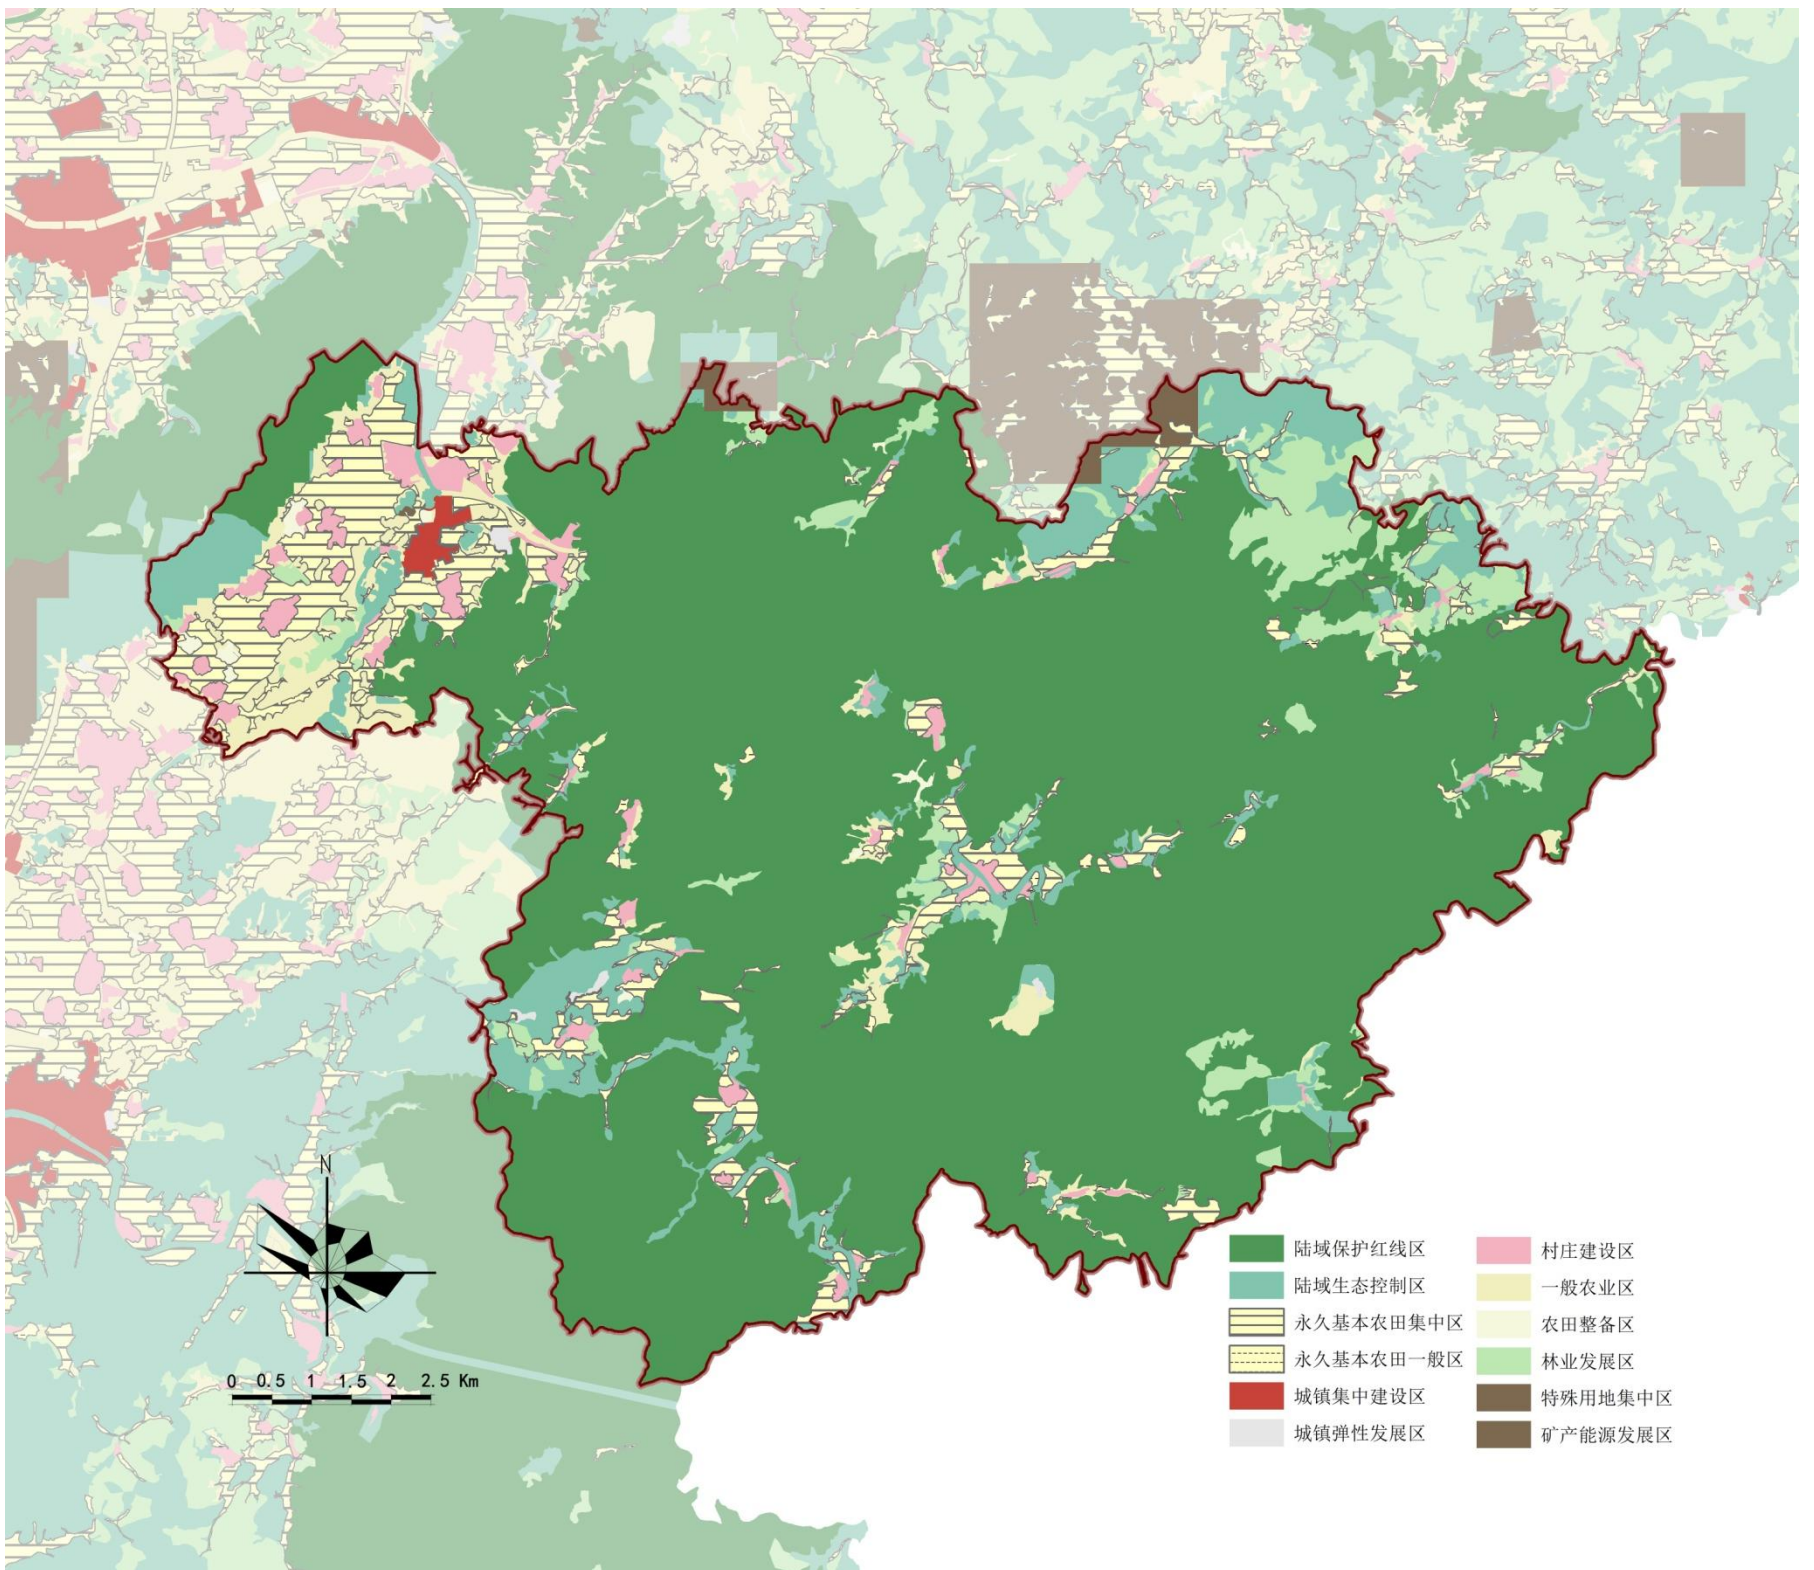 N
0 0.5 1 1.5 2 2.5 Km
陆域保护红线区
陆域生态控制区
永久基本农田集中区
永久基本农田一般区
城镇集中建设区
城镇弹性发展区
村庄建设区
一般农业区
农田整备区
林业发展区
特殊用地集中区
矿产能源发展区